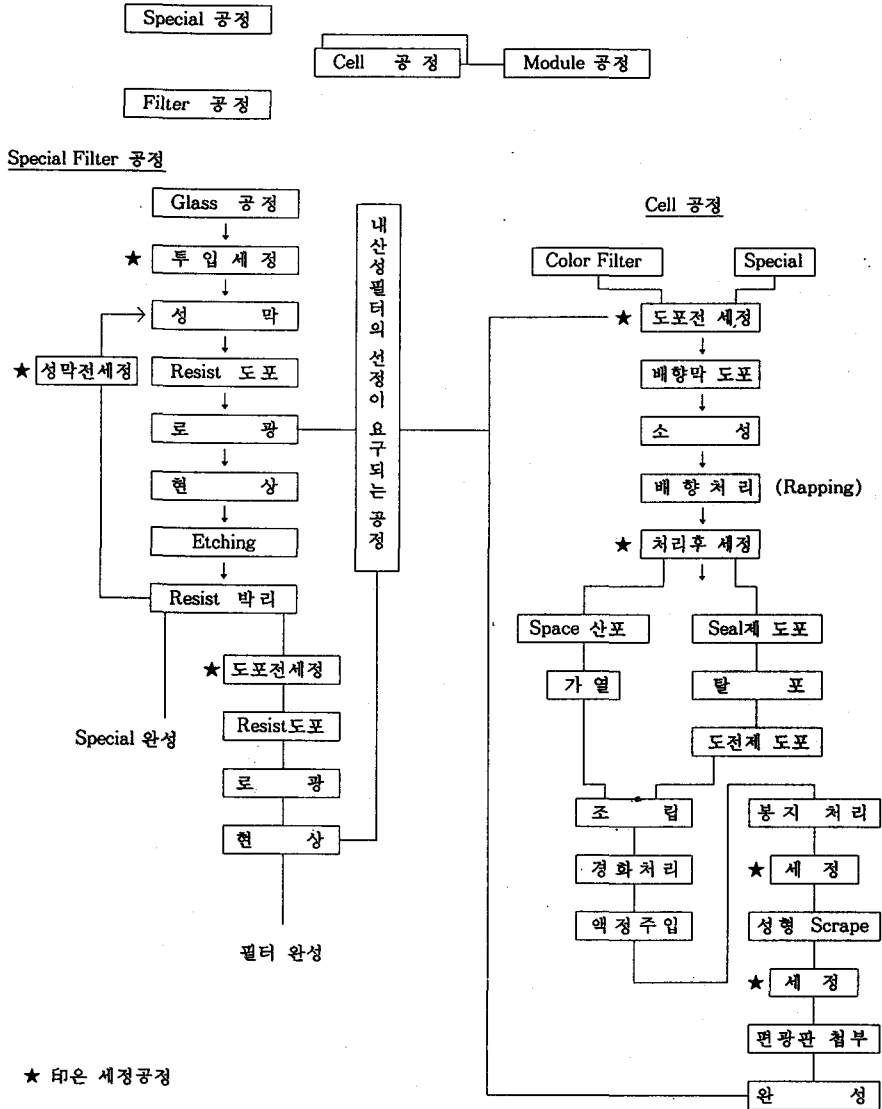 Special 공정
Cell 공정
Module 공정
Filter 공정
Special Filter 공정
Glass 공정
★ 투입세정
성 막
★ 성막전세정
Resist 도포
로 광
현 상
Etching
Resist 박리
★ 도포전세정
Special 완성
Resist도포
로 광
현 상
필터 완성
내산성필터의 선정이 요구되는 공정
Cell 공정
Color Filter
Special
★ 도포전 세정
배향막 도포
소 성
배향처리 (Rapping)
★ 처리후 세정
Space 산포
가 열
Seal제 도포
탈 포
도전제 도포
조 립
경화처리
액정주입
봉지 처리
★ 세 정
성형 Scrape
★ 세 정
편광판 첩부
완 성
★ 印은 세정공정